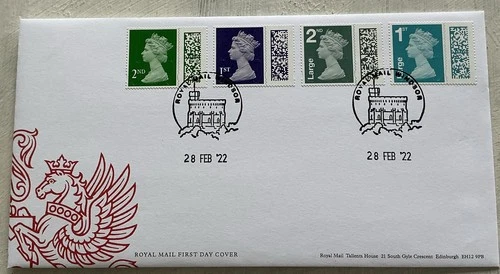 2ND
1ST
2ND
Large
1ST
Large
ROYAL MAIL WINDSOR
28 FEB '22
ROYAL MAIL WINDSOR
28 FEB '22
ROYAL MAIL FIRST DAY COVER
Royal Mail Tallents House 21 South Gyle Crescent Edinburgh EH12 9PB